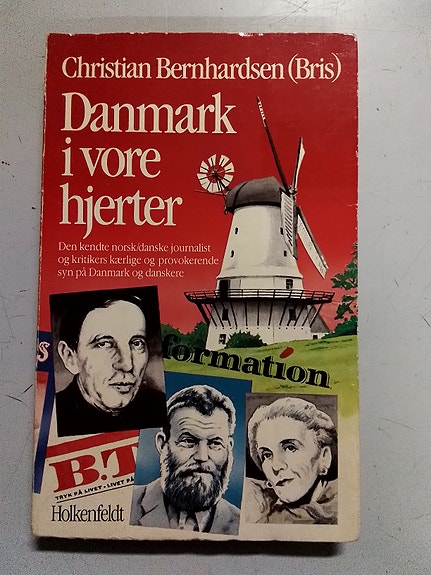 Christian Bernhardsen (Bris)
Danmark
i vore
hjerter
Den kendte norsk/danske journalist
og kritikers kærlige og provokerende
syn på Danmark og danskere
formation
B.T
TRYK PÅ LIVET • LIVET PÅ
Holkenfeldt